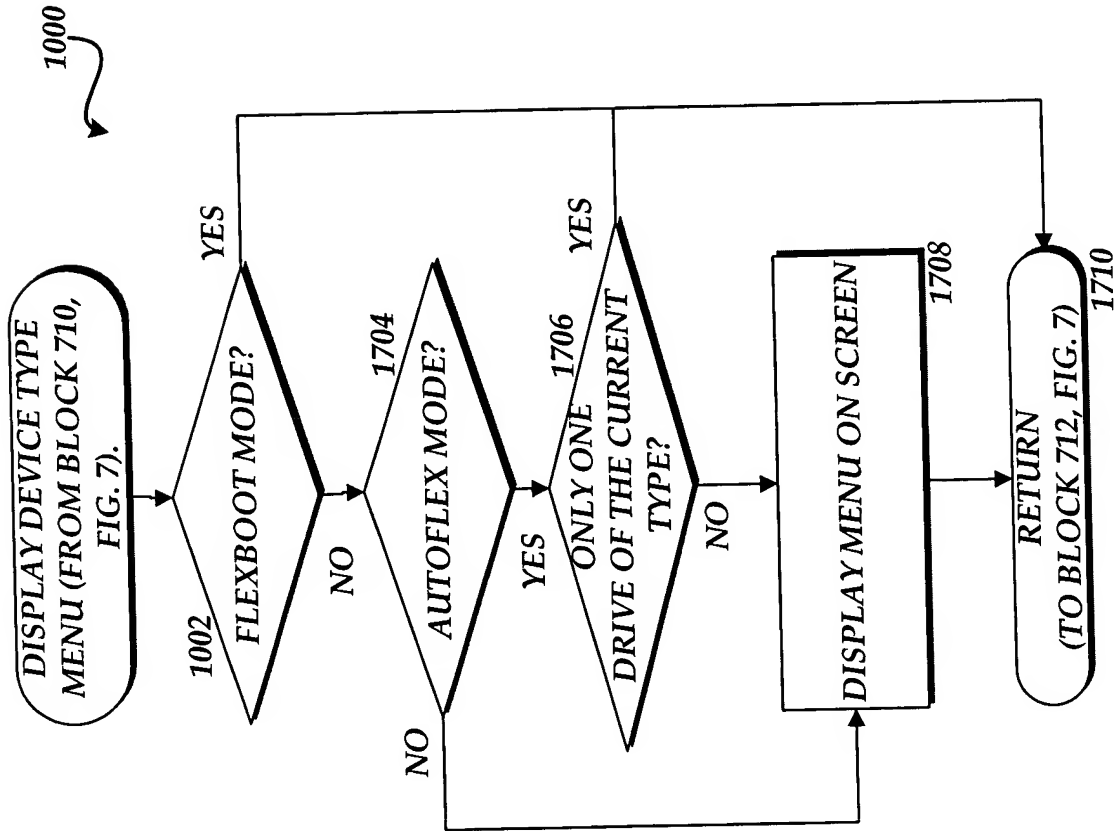 1000
DISPLAY DEVICE TYPE
MENU (FROM BLOCK 710,
FIG. 7).
1002
FLEXBOOT MODE?
YES
NO
1704
AUTOFLEX MODE?
NO
YES
1706
ONLY ONE
DRIVE OF THE CURRENT
TYPE?
YES
NO
DISPLAY MENU ON SCREEN
1708
RETURN
(TO BLOCK 712, FIG. 7)
1710